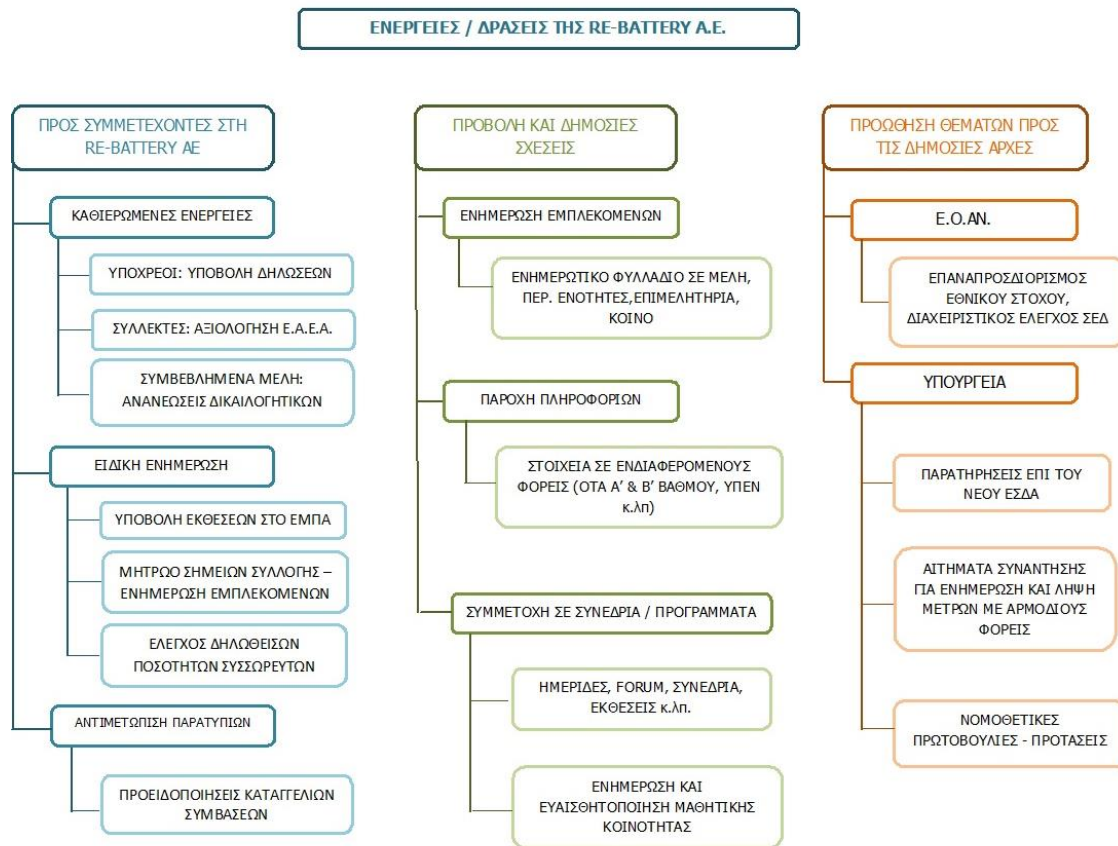 ΕΝΕΡΓΕΙΕΣ / ΔΡΑΣΕΙΣ ΤΗΣ RE-BATTERY Α.Ε.
ΠΡΟΣ ΣΥΜΜΕΤΕΧΟΝΤΕΣ ΣΤΗ
RE-BATTERY ΑΕ
ΚΑΘΙΕΡΩΜΕΝΕΣ ΕΝΕΡΓΕΙΕΣ
ΥΠΟΧΡΕΟΙ: ΥΠΟΒΟΛΗ ΔΗΛΩΣΕΩΝ
ΣΥΛΛΕΚΤΕΣ: ΑΞΙΟΛΟΓΗΣΗ Ε.Α.Ε.Α.
ΣΥΜΒΕΒΛΗΜΕΝΑ ΜΕΛΗ:
ΑΝΑΝΕΩΣΕΙΣ ΔΙΚΑΙΛΟΓΗΤΙΚΩΝ
ΕΙΔΙΚΗ ΕΝΗΜΕΡΩΣΗ
ΥΠΟΒΟΛΗ ΕΚΘΕΣΕΩΝ ΣΤΟ ΕΜΠΑ
ΜΗΤΡΩΟ ΣΗΜΕΙΩΝ ΣΥΛΛΟΓΗΣ –
ΕΝΗΜΕΡΩΣΗ ΕΜΠΛΕΚΟΜΕΝΩΝ
ΕΛΕΓΧΟΣ ΔΗΛΩΘΕΙΣΩΝ
ΠΟΣΟΤΗΤΩΝ ΣΥΣΣΩΡΕΥΤΩΝ
ΑΝΤΙΜΕΤΩΠΙΣΗ ΠΑΡΑΤΥΠΙΩΝ
ΠΡΟΕΙΔΟΠΟΙΗΣΕΙΣ ΚΑΤΑΓΓΕΛΙΩΝ
ΣΥΜΒΑΣΕΩΝ
ΠΡΟΒΟΛΗ ΚΑΙ ΔΗΜΟΣΙΕΣ
ΣΧΕΣΕΙΣ
ΕΝΗΜΕΡΩΣΗ ΕΜΠΛΕΚΟΜΕΝΩΝ
ΕΝΗΜΕΡΩΤΙΚΟ ΦΥΛΛΑΔΙΟ ΣΕ ΜΕΛΗ,
ΠΕΡ. ΕΝΟΤΗΤΕΣ,ΕΠΙΜΕΛΗΤΗΡΙΑ,
ΚΟΙΝΟ
ΠΑΡΟΧΗ ΠΛΗΡΟΦΟΡΙΩΝ
ΣΤΟΙΧΕΙΑ ΣΕ ΕΝΔΙΑΦΕΡΟΜΕΝΟΥΣ
ΦΟΡΕΙΣ (ΟΤΑ Α’ & Β’ ΒΑΘΜΟΥ, ΥΠΕΝ
κ.λπ)
ΣΥΜΜΕΤΟΧΗ ΣΕ ΣΥΝΕΔΡΙΑ / ΠΡΟΓΡΑΜΜΑΤΑ
ΗΜΕΡΙΔΕΣ, FORUM, ΣΥΝΕΔΡΙΑ,
ΕΚΘΕΣΕΙΣ κ.λπ.
ΕΝΗΜΕΡΩΣΗ ΚΑΙ
ΕΥΑΙΣΘΗΤΟΠΟΙΗΣΗ ΜΑΘΗΤΙΚΗΣ
ΚΟΙΝΟΤΗΤΑΣ
ΠΡΟΩΘΗΣΗ ΘΕΜΑΤΩΝ ΠΡΟΣ
ΤΙΣ ΔΗΜΟΣΙΕΣ ΑΡΧΕΣ
Ε.Ο.ΑΝ.
ΕΠΑΝΑΠΡΟΣΔΙΟΡΙΣΜΟΣ
ΕΘΝΙΚΟΥ ΣΤΟΧΟΥ,
ΔΙΑΧΕΙΡΙΣΤΙΚΟΣ ΕΛΕΓΧΟΣ ΣΕΔ
ΥΠΟΥΡΓΕΙΑ
ΠΑΡΑΤΗΡΗΣΕΙΣ ΕΠΙ ΤΟΥ
ΝΕΟΥ ΕΣΔΑ
ΑΙΤΗΜΑΤΑ ΣΥΝΑΝΤΗΣΗΣ
ΓΙΑ ΕΝΗΜΕΡΩΣΗ ΚΑΙ ΛΗΨΗ
ΜΕΤΡΩΝ ΜΕ ΑΡΜΟΔΙΟΥΣ
ΦΟΡΕΙΣ
ΝΟΜΟΘΕΤΙΚΕΣ
ΠΡΩΤΟΒΟΥΛΙΕΣ - ΠΡΟΤΑΣΕΙΣ